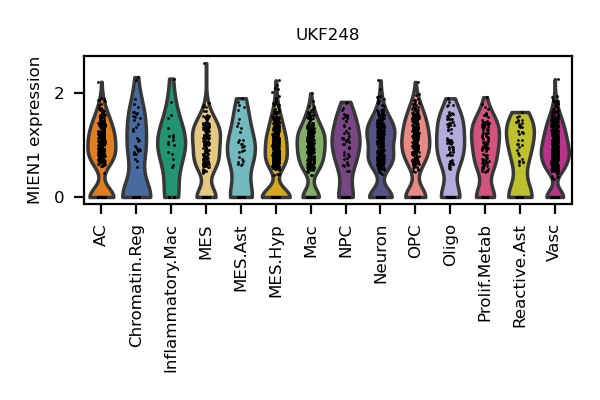 UKF248
MIEN1 expression
2
0
AC
Chromatin.Reg
Inflammatory.Mac
MES
MES.Ast
MES.Hyp
Mac
NPC
Neuron
OPC
Oligo
Prolif.Metab
Reactive.Ast
Vasc